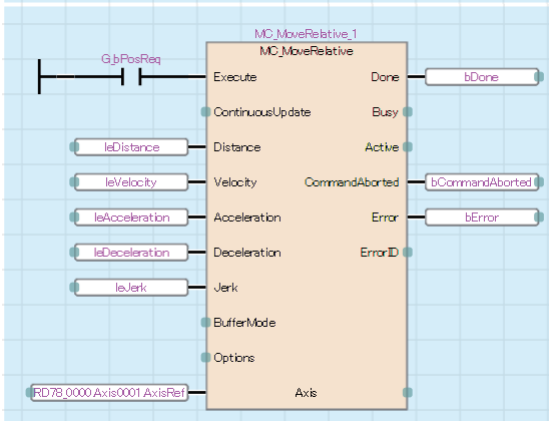 MC_MoveRelative_1
MC_MoveRelative
G_bPosReq
Execute Done bDone
ContinuousUpdate Busy
leDistance Distance Active
leVelocity Velocity CommandAborted bCommandAborted
leAcceleration Acceleration Error bError
leDeceleration Deceleration ErrorID
leJerk Jerk
BufferMode
Options
RD78_0000.Axis0001.AxisRef Axis